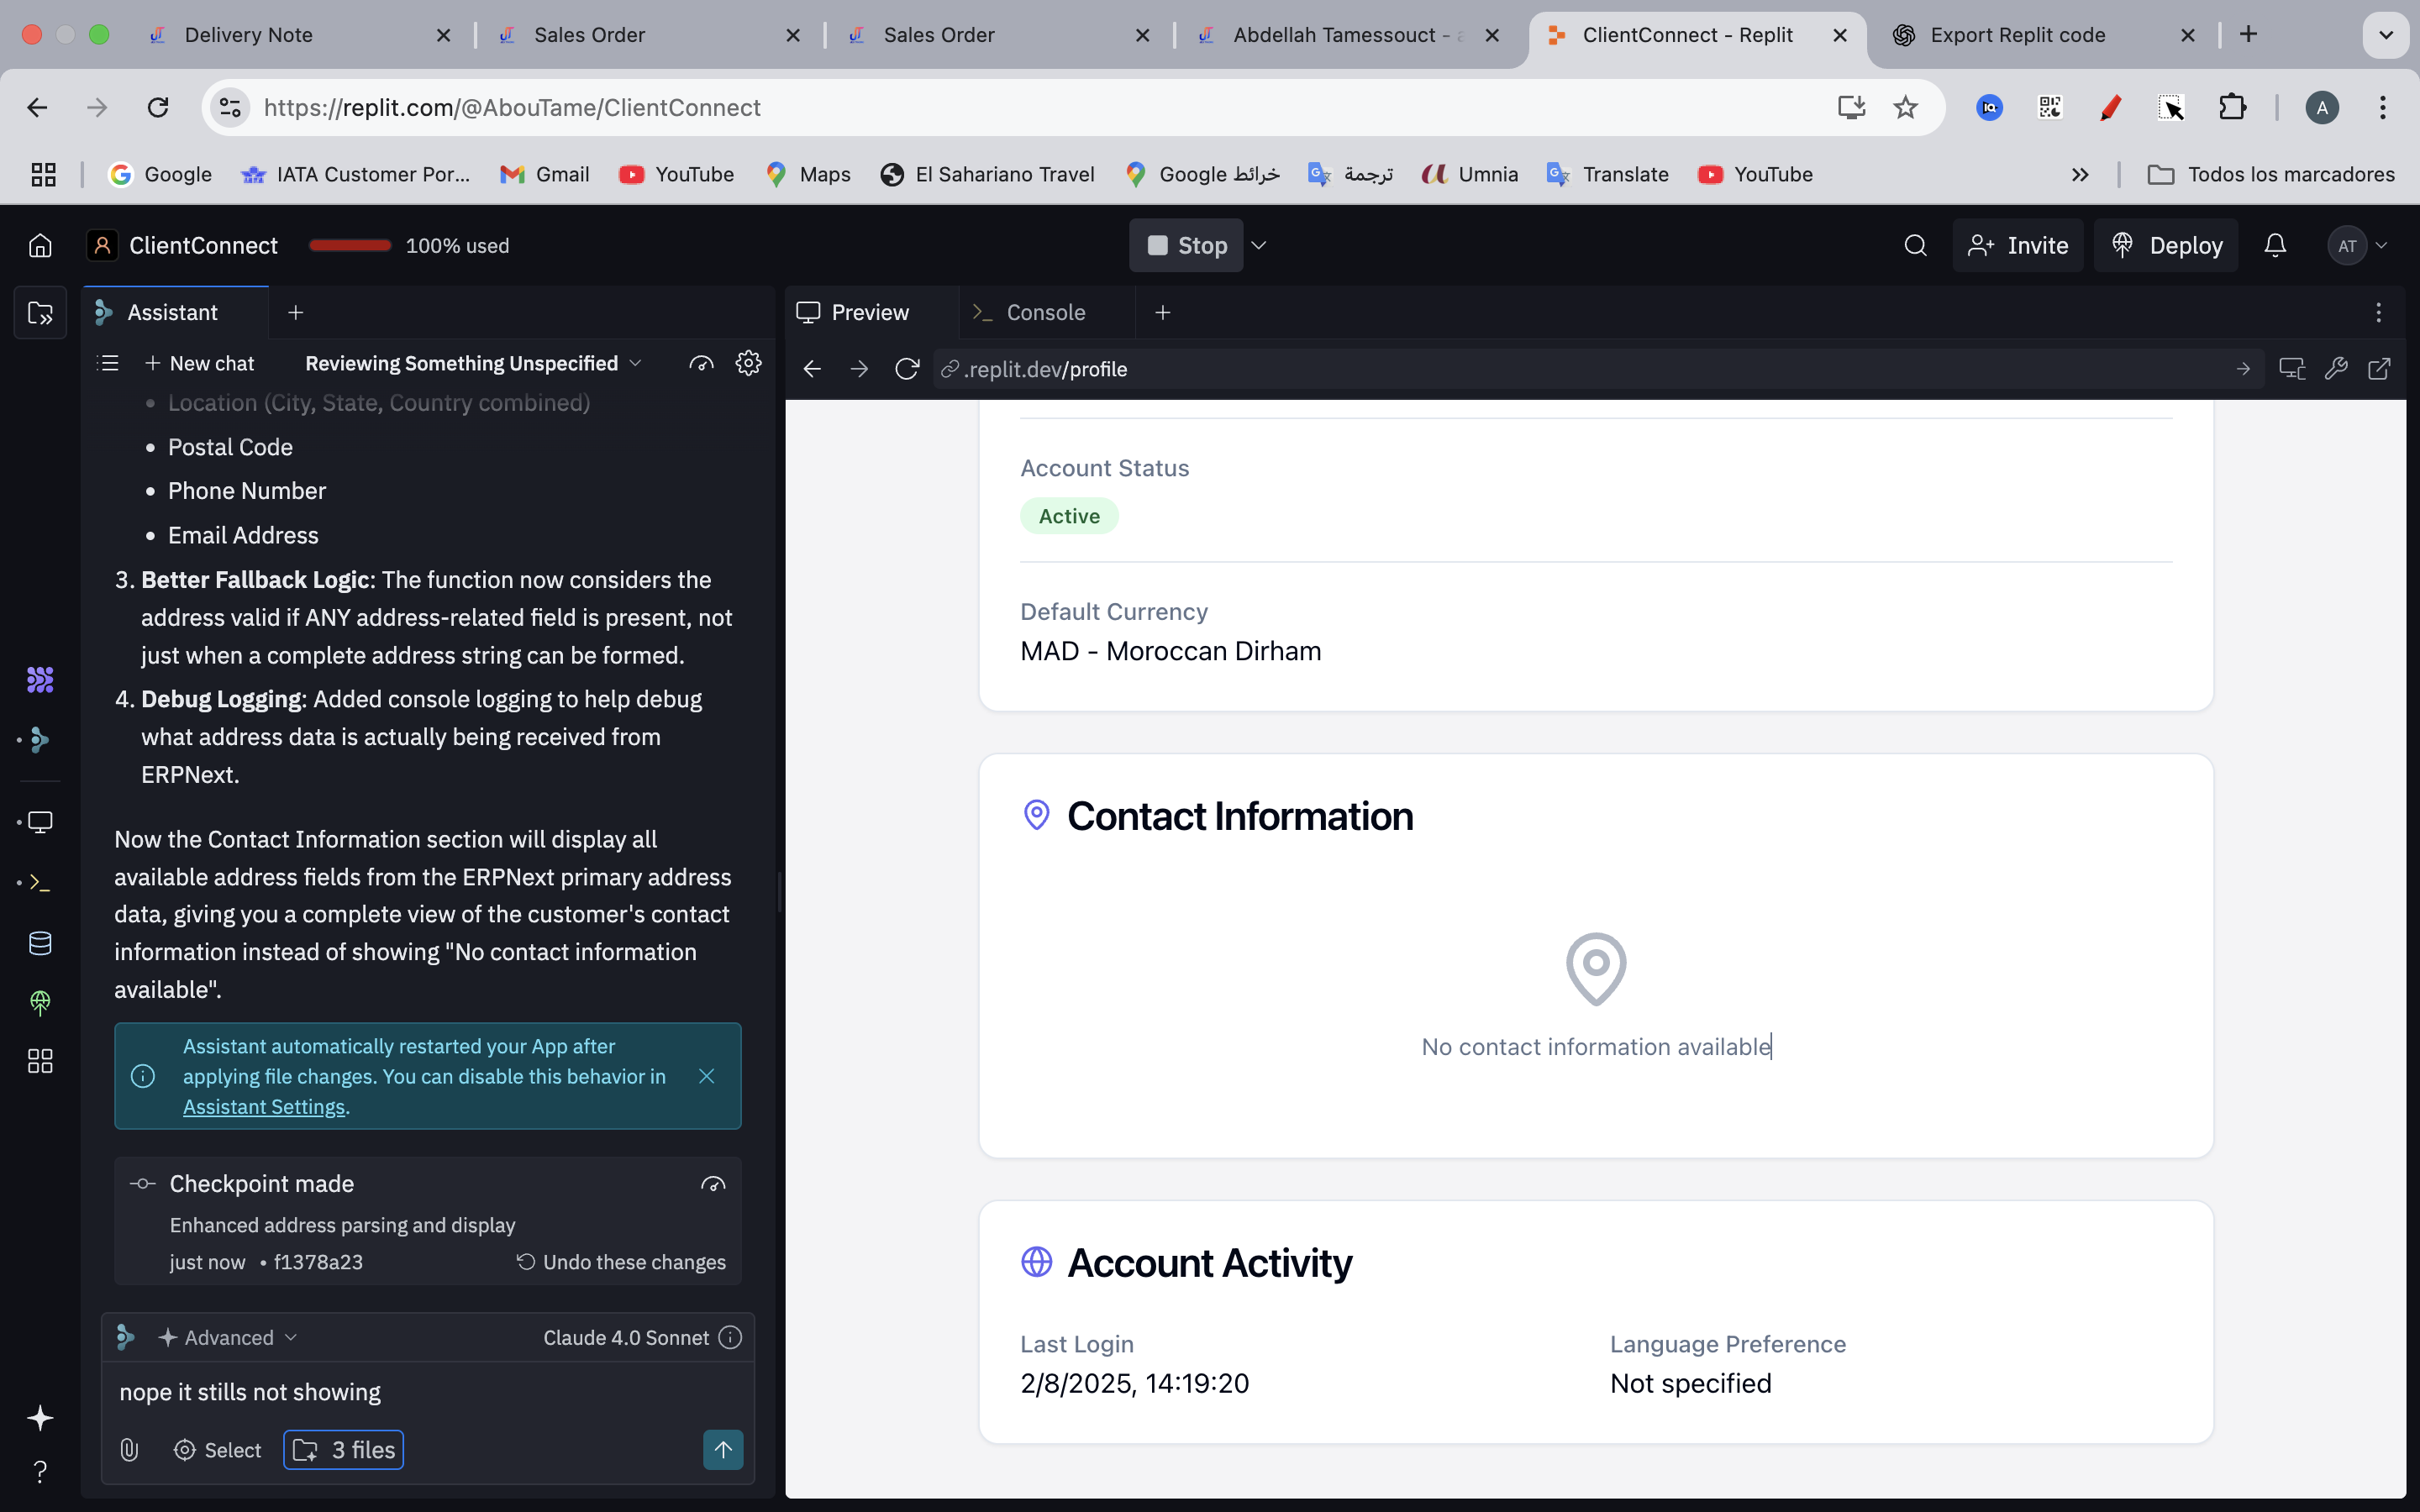 Delivery Note
Sales Order
Sales Order
Abdellah Tamessouct - a
ClientConnect - Replit
Export Replit code
https://replit.com/@AbouTame/ClientConnect
A
Google
IATA Customer Por...
Gmail
YouTube
Maps
El Sahariano Travel
Google خرائط
ترجمة
Umnia
Translate
YouTube
Todos los marcadores
ClientConnect
100% used
Stop
Invite
Deploy
AT
Assistant
Preview
Console
New chat
Reviewing Something Unspecified
.replit.dev/profile
• Location (City, State, Country combined)
• Postal Code
• Phone Number
• Email Address
3. Better Fallback Logic: The function now considers the
address valid if ANY address-related field is present, not
just when a complete address string can be formed.
4. Debug Logging: Added console logging to help debug
what address data is actually being received from
ERPNext.
Now the Contact Information section will display all
available address fields from the ERPNext primary address
data, giving you a complete view of the customer's contact
information instead of showing "No contact information
available".
Assistant automatically restarted your App after
applying file changes. You can disable this behavior in
Assistant Settings.
Checkpoint made
Enhanced address parsing and display
just now • f1378a23
Undo these changes
Advanced
Claude 4.0 Sonnet
nope it stills not showing
Select
3 files
Account Status
Active
Default Currency
MAD - Moroccan Dirham
Contact Information
No contact information available
Account Activity
Last Login
2/8/2025, 14:19:20
Language Preference
Not specified